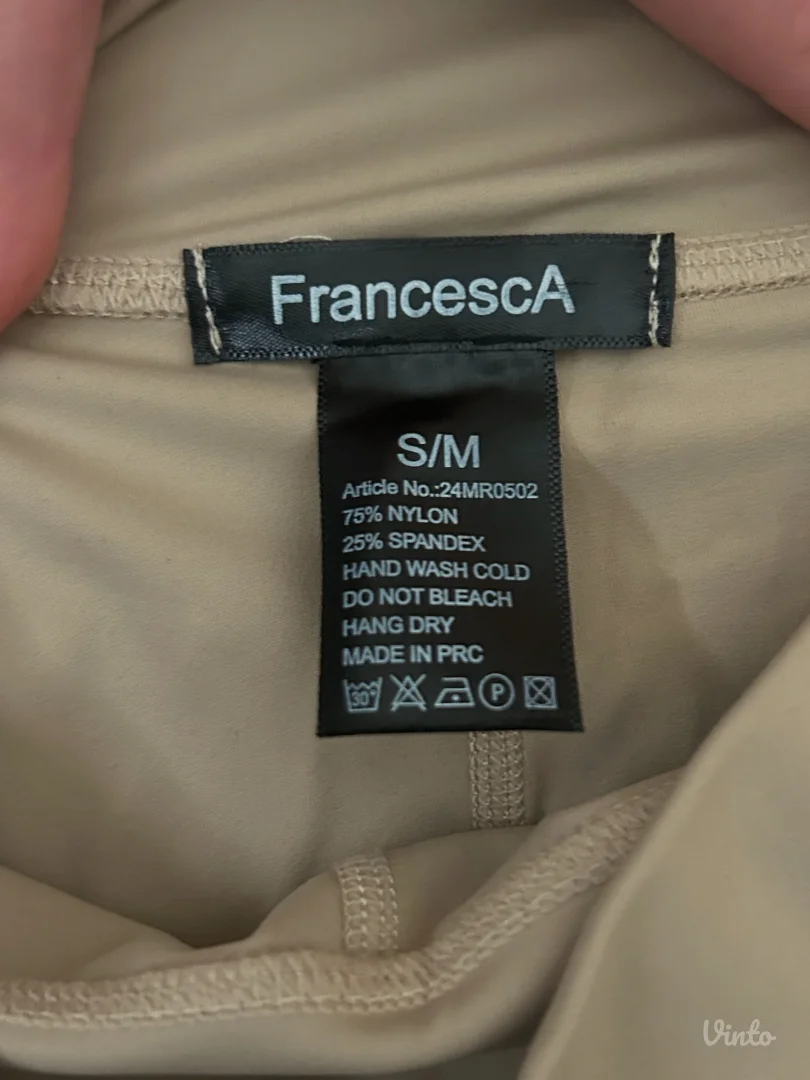 FrancescA
S/M
Article No.:24MR0502
75% NYLON
25% SPANDEX
HAND WASH COLD
DO NOT BLEACH
HANG DRY
MADE IN PRC
30° P
Vinto